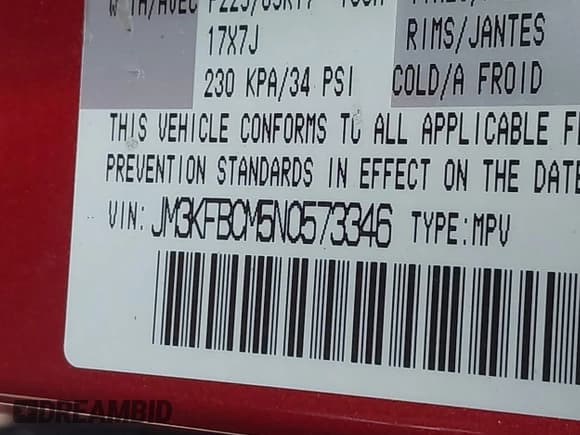 17X7J RIMS/JANTES
230 KPA/34 PSI COLD/A FROID
THIS VEHICLE CONFORMS TO ALL APPLICABLE
PREVENTION STANDARDS IN EFFECT ON THE DATE
VIN: JM3KFBCM5N0573346 TYPE:MPV
DREAMBID